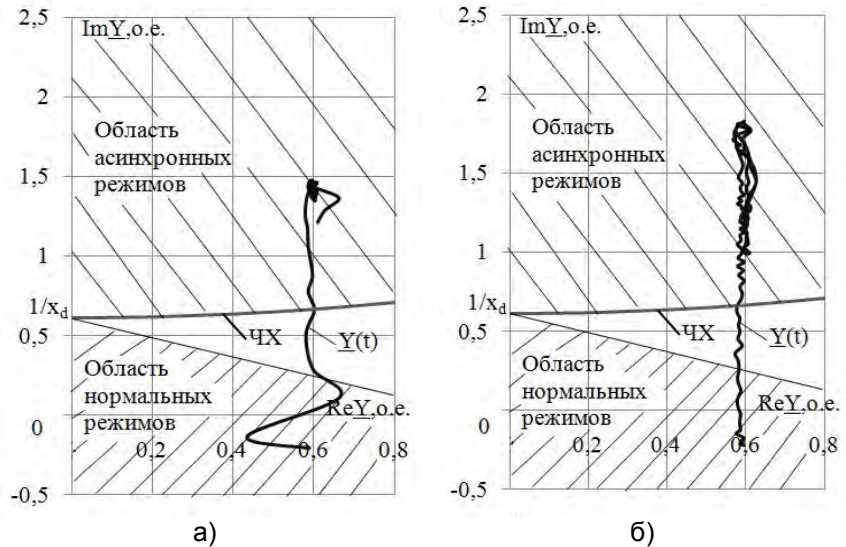 2,5
ImY,о.е.
2
Область
асинхронных
режимов
1,5
1
1/xd
0,5
ЧХ
Y(t)
Область
нормальных
режимов
ReY,о.е.
0
0,2
0,4
0,6
0,8
-0,5
а)
2,5
ImY,о.е.
2
Область
асинхронных
режимов
1,5
1
1/xd
0,5
ЧХ
Y(t)
Область
нормальных
режимов
ReY,о.е.
0
0,2
0,4
0,6
0,8
-0,5
б)